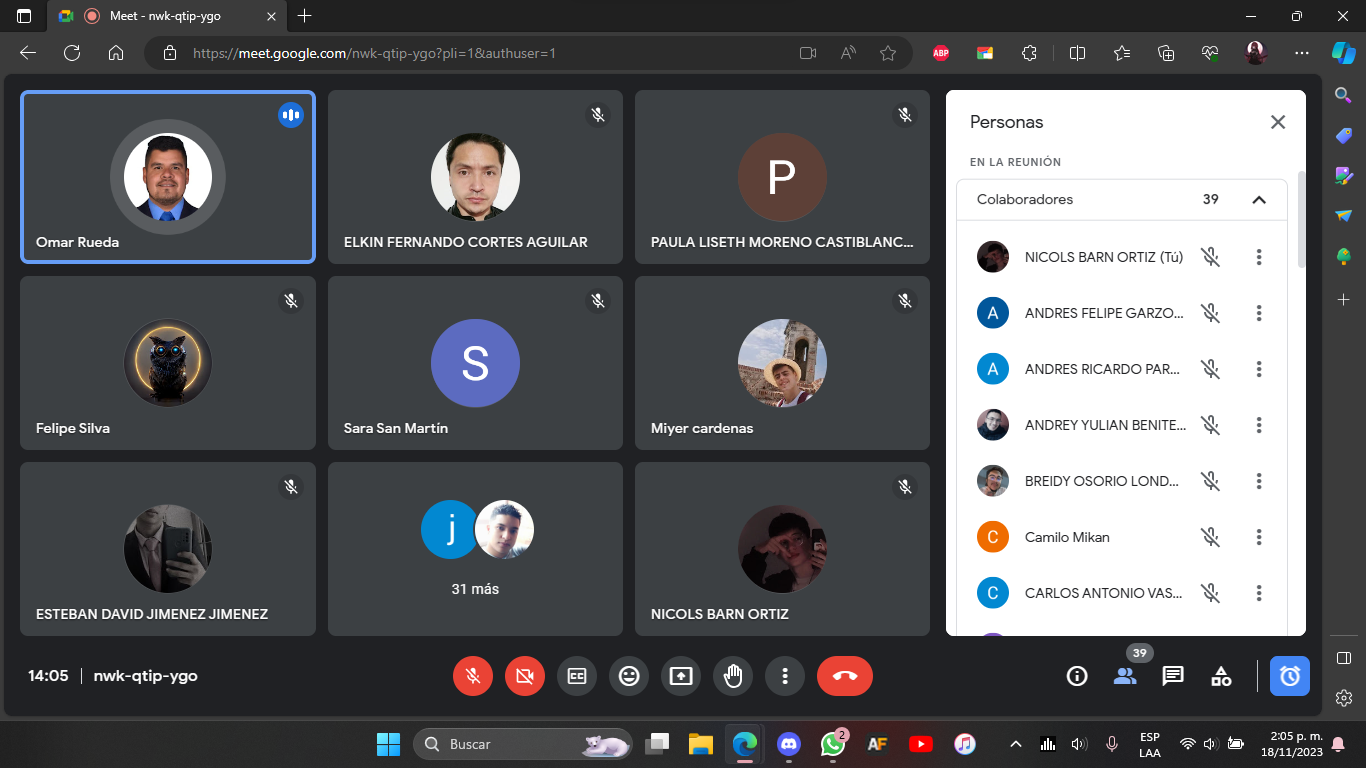 Meet - nwk-qtip-ygo
https://meet.google.com/nwk-qtip-ygo?pli=1&authuser=1
ABP
Omar Rueda
ELKIN FERNANDO CORTES AGUILAR
P
PAULA LISETH MORENO CASTIBLANC...
Felipe Silva
S
Sara San Martín
Miyer cardenas
ESTEBAN DAVID JIMENEZ JIMENEZ
j
31 más
NICOLS BARN ORTIZ
Personas
EN LA REUNIÓN
Colaboradores 39
NICOLS BARN ORTIZ (Tú)
A ANDRES FELIPE GARZO...
A ANDRES RICARDO PAR...
ANDREY YULIAN BENITE...
BREIDY OSORIO LOND...
C Camilo Mikan
C CARLOS ANTONIO VAS...
14:05 | nwk-qtip-ygo
CC
39
Buscar
2
AF
ESP
LAA
2:05 p. m.
18/11/2023